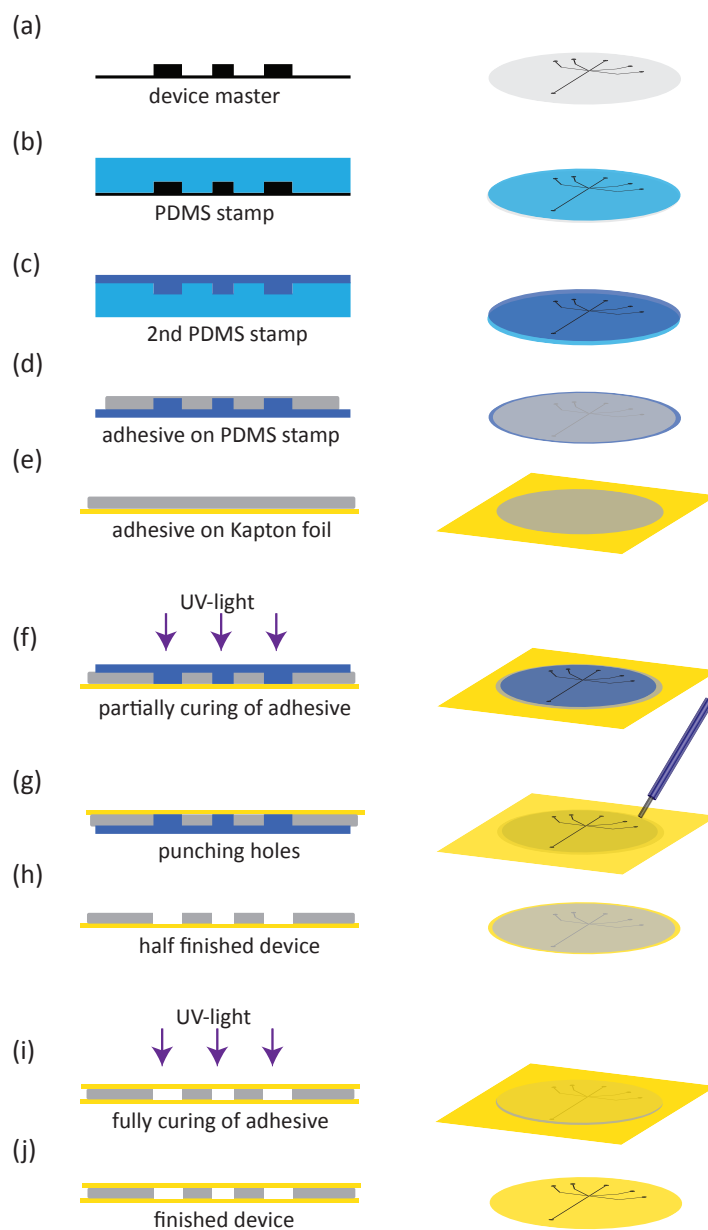 (a)
device master
(b)
PDMS stamp
(c)
2nd PDMS stamp
(d)
adhesive on PDMS stamp
(e)
adhesive on Kapton foil
UV-light
(f)
partially curing of adhesive
(g)
punching holes
(h)
half finished device
UV-light
(i)
fully curing of adhesive
(j)
finished device